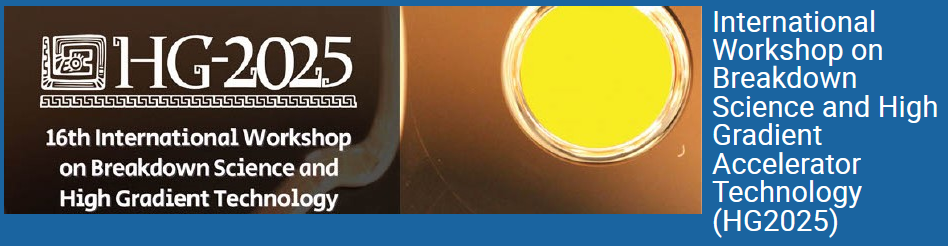 HG-2025
16th International Workshop
on Breakdown Science and
High Gradient Technology
International
Workshop on
Breakdown
Science and High
Gradient
Accelerator
Technology
(HG2025)